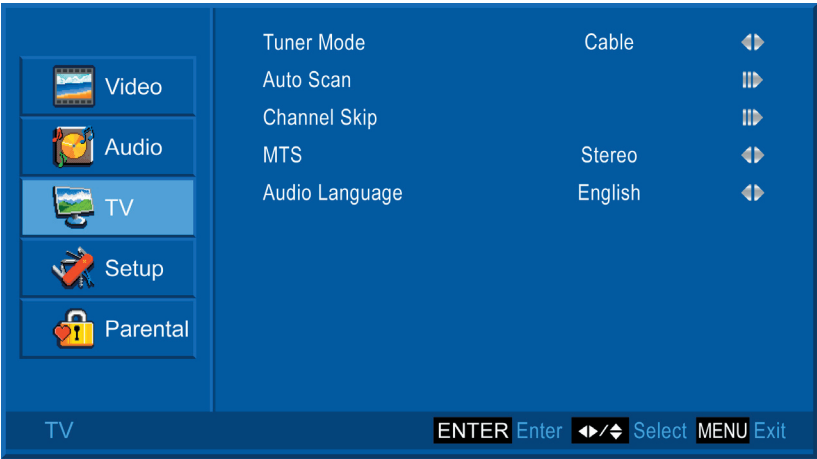 Video
Audio
TV
Setup
Parental
Tuner Mode Cable
Auto Scan
Channel Skip
MTS Stereo
Audio Language English
TV ENTER Enter / Select MENU Exit